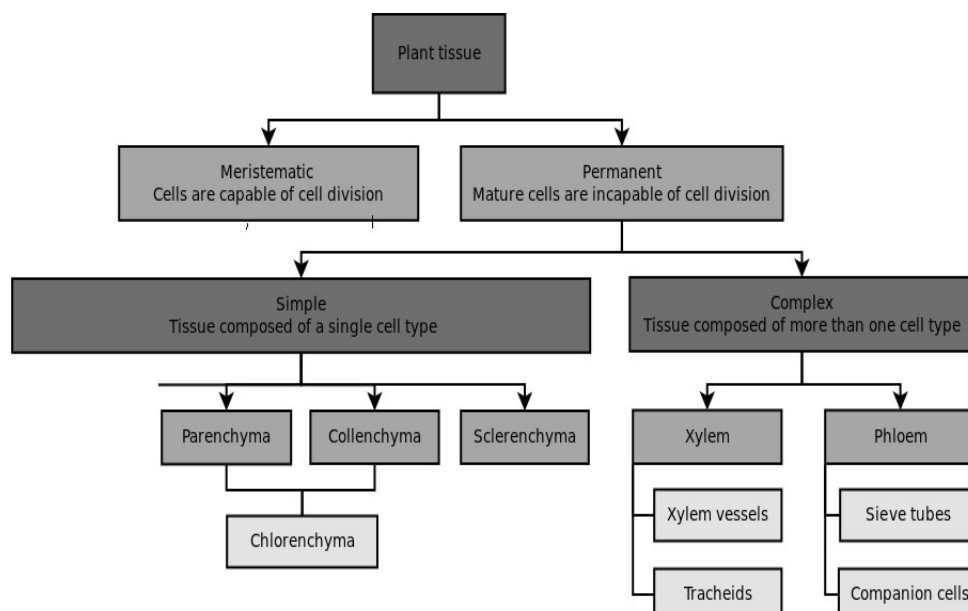 Plant tissue
Meristematic
Cells are capable of cell division
Permanent
Mature cells are incapable of cell division
Simple
Tissue composed of a single cell type
Complex
Tissue composed of more than one cell type
Parenchyma
Collenchyma
Sclerenchyma
Xylem
Phloem
Chlorenchyma
Xylem vessels
Sieve tubes
Tracheids
Companion cells